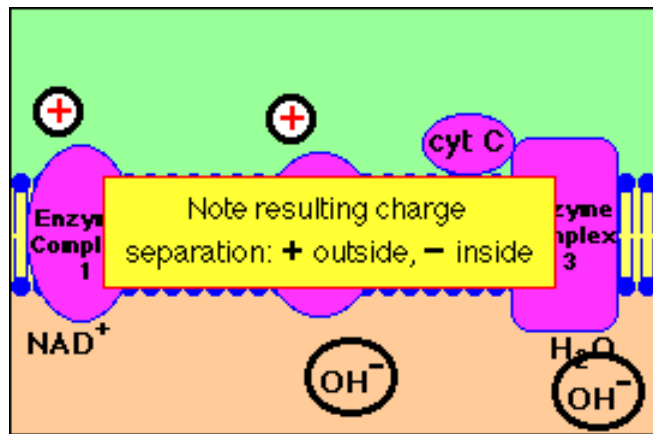 +
+
cyt C
Enzym
Compl
1
Note resulting charge
separation: + outside, − inside
zyme
nplex
3
NAD+
H2O
OH−
OH−